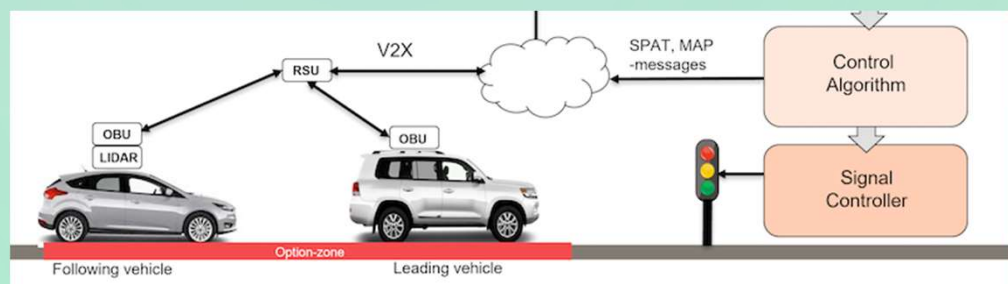 V2X
SPAT, MAP
-messages
Control
Algorithm
RSU
OBU
LIDAR
OBU
Signal
Controller
Option-zone
Following vehicle
Leading vehicle